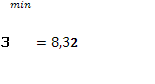 min
3 = 8,32